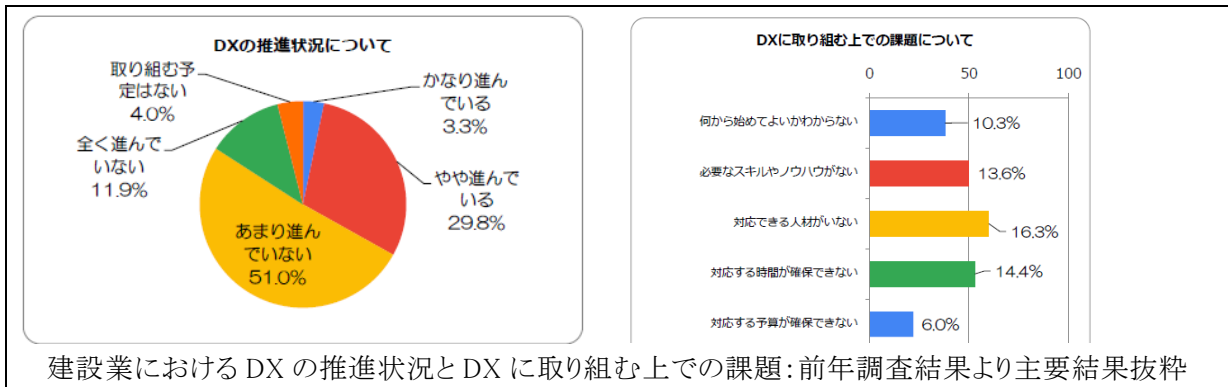 DXの推進状況について
取り組む予
定はない
4.0%
かなり進ん
でいる
3.3%
全く進んで
いない
11.9%
やや進んで
いる
29.8%
あまり進ん
でいない
51.0%
DXに取り組む上での課題について
0 50 100
何から始めてよいかわからない 10.3%
必要なスキルやノウハウがない 13.6%
対応できる人材がいない 16.3%
対応する時間が確保できない 14.4%
対応する予算が確保できない 6.0%
建設業における DX の推進状況と DX に取り組む上での課題：前年調査結果より主要結果抜粋